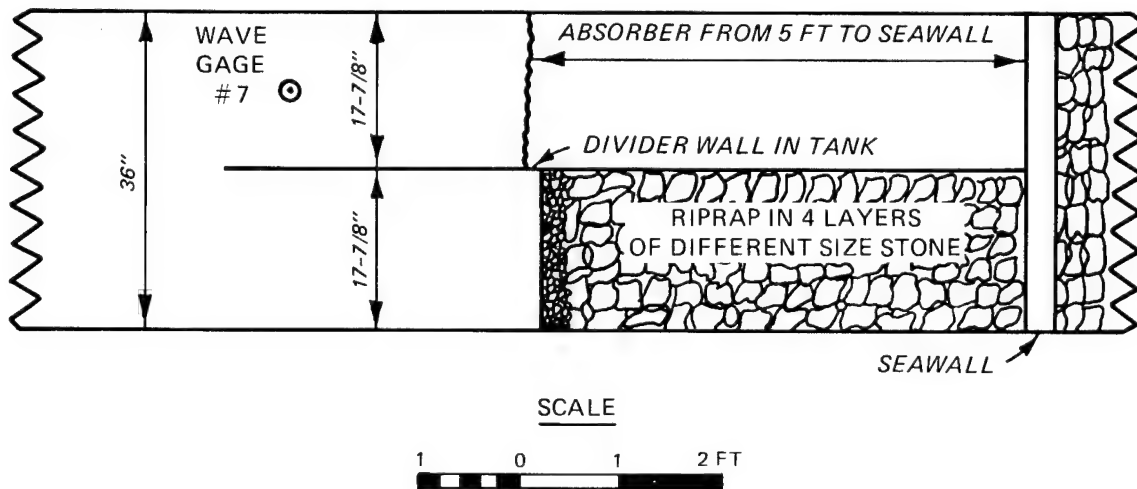 WAVE
GAGE
#7
36"
17-7/8"
17-7/8"
ABSORBER FROM 5 FT TO SEAWALL
DIVIDER WALL IN TANK
RIPRAP IN 4 LAYERS
OF DIFFERENT SIZE STONE
SEAWALL
SCALE
1 0 1 2 FT